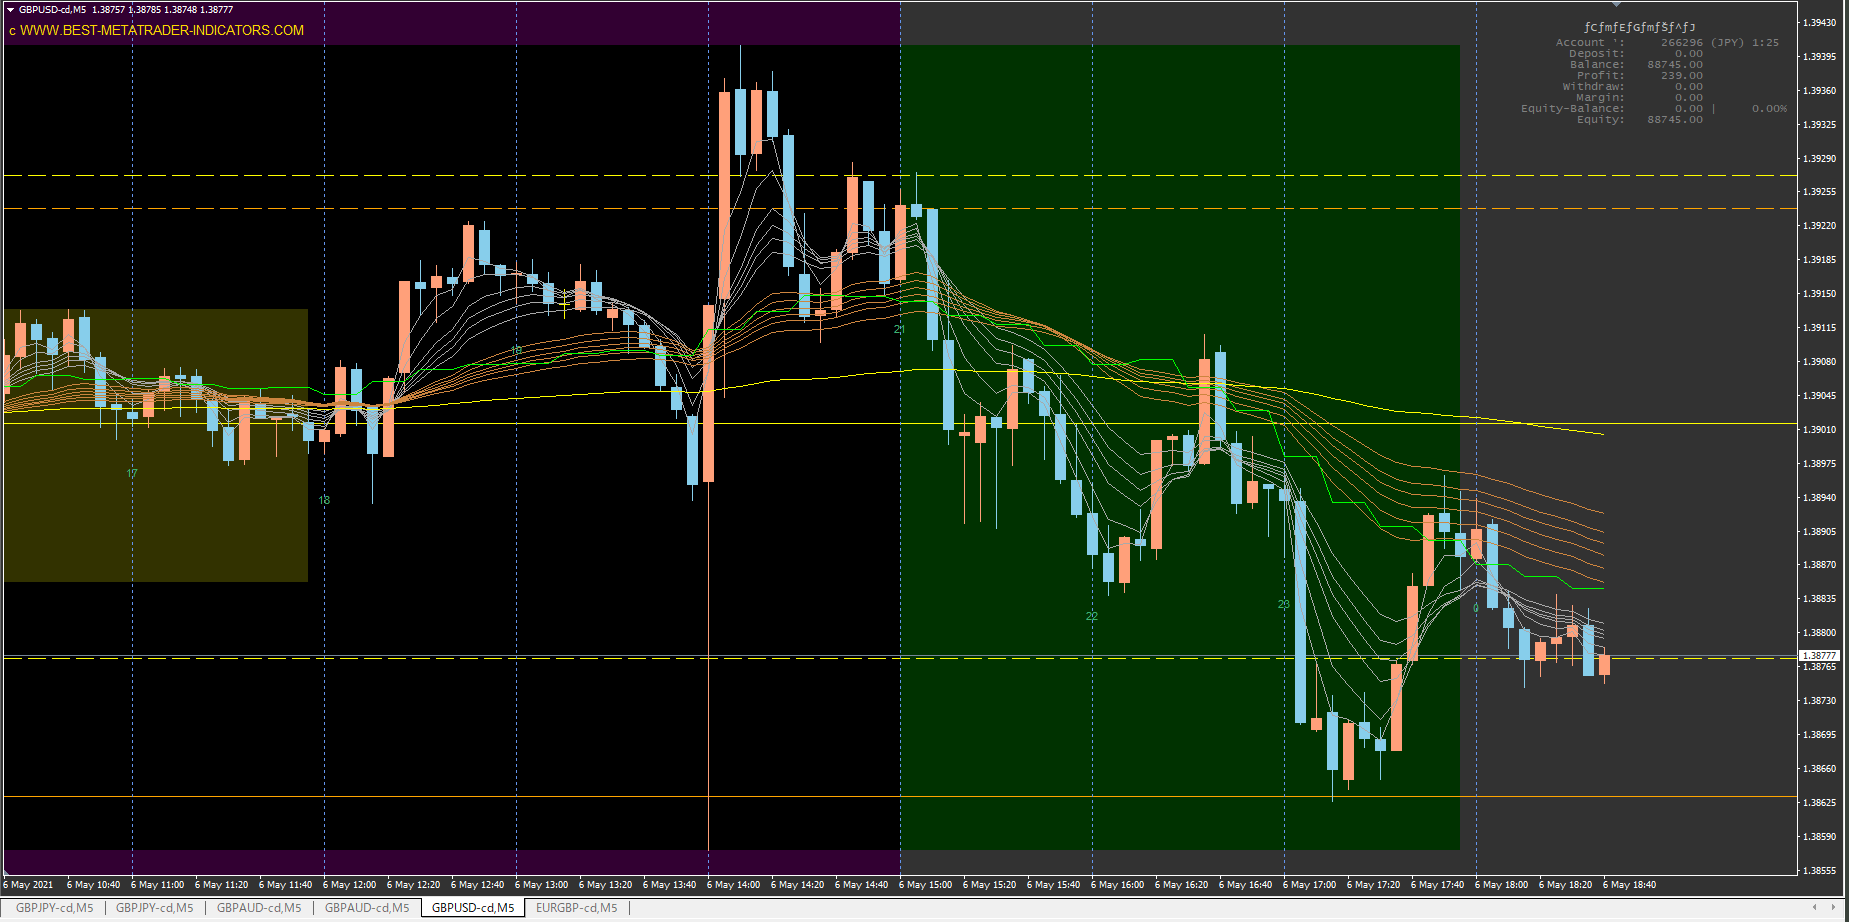 GBPUSD-cd,M5 1.38757 1.38785 1.38748 1.38777
c WWW.BEST-METATRADER-INDICATORS.COM
ƒCƒmƒEƒGƒmƒŠƒ^ƒJ
Account ': 266296 (JPY) 1:25
Deposit: 0.00
Balance: 88745.00
Profit: 239.00
Withdraw: 0.00
Margin: 0.00
Equity-Balance: 0.00 | 0.00%
Equity: 88745.00
1.39430
1.39395
1.39360
1.39325
1.39290
1.39255
1.39220
1.39185
1.39150
1.39115
1.39080
1.39045
1.39010
1.38975
1.38940
1.38905
1.38870
1.38835
1.38800
1.38777
1.38765
1.38730
1.38695
1.38660
1.38625
1.38590
1.38555
17
18
19
21
22
23
0
6 May 2021 6 May 10:40 6 May 11:00 6 May 11:20 6 May 11:40 6 May 12:00 6 May 12:20 6 May 12:40 6 May 13:00 6 May 13:20 6 May 13:40 6 May 14:00 6 May 14:20 6 May 14:40 6 May 15:00 6 May 15:20 6 May 15:40 6 May 16:00 6 May 16:20 6 May 16:40 6 May 17:00 6 May 17:20 6 May 17:40 6 May 18:00 6 May 18:20 6 May 18:40
GBPJPY-cd,M5 GBPJPY-cd,M5 GBPAUD-cd,M5 GBPAUD-cd,M5 GBPUSD-cd,M5 EURGBP-cd,M5